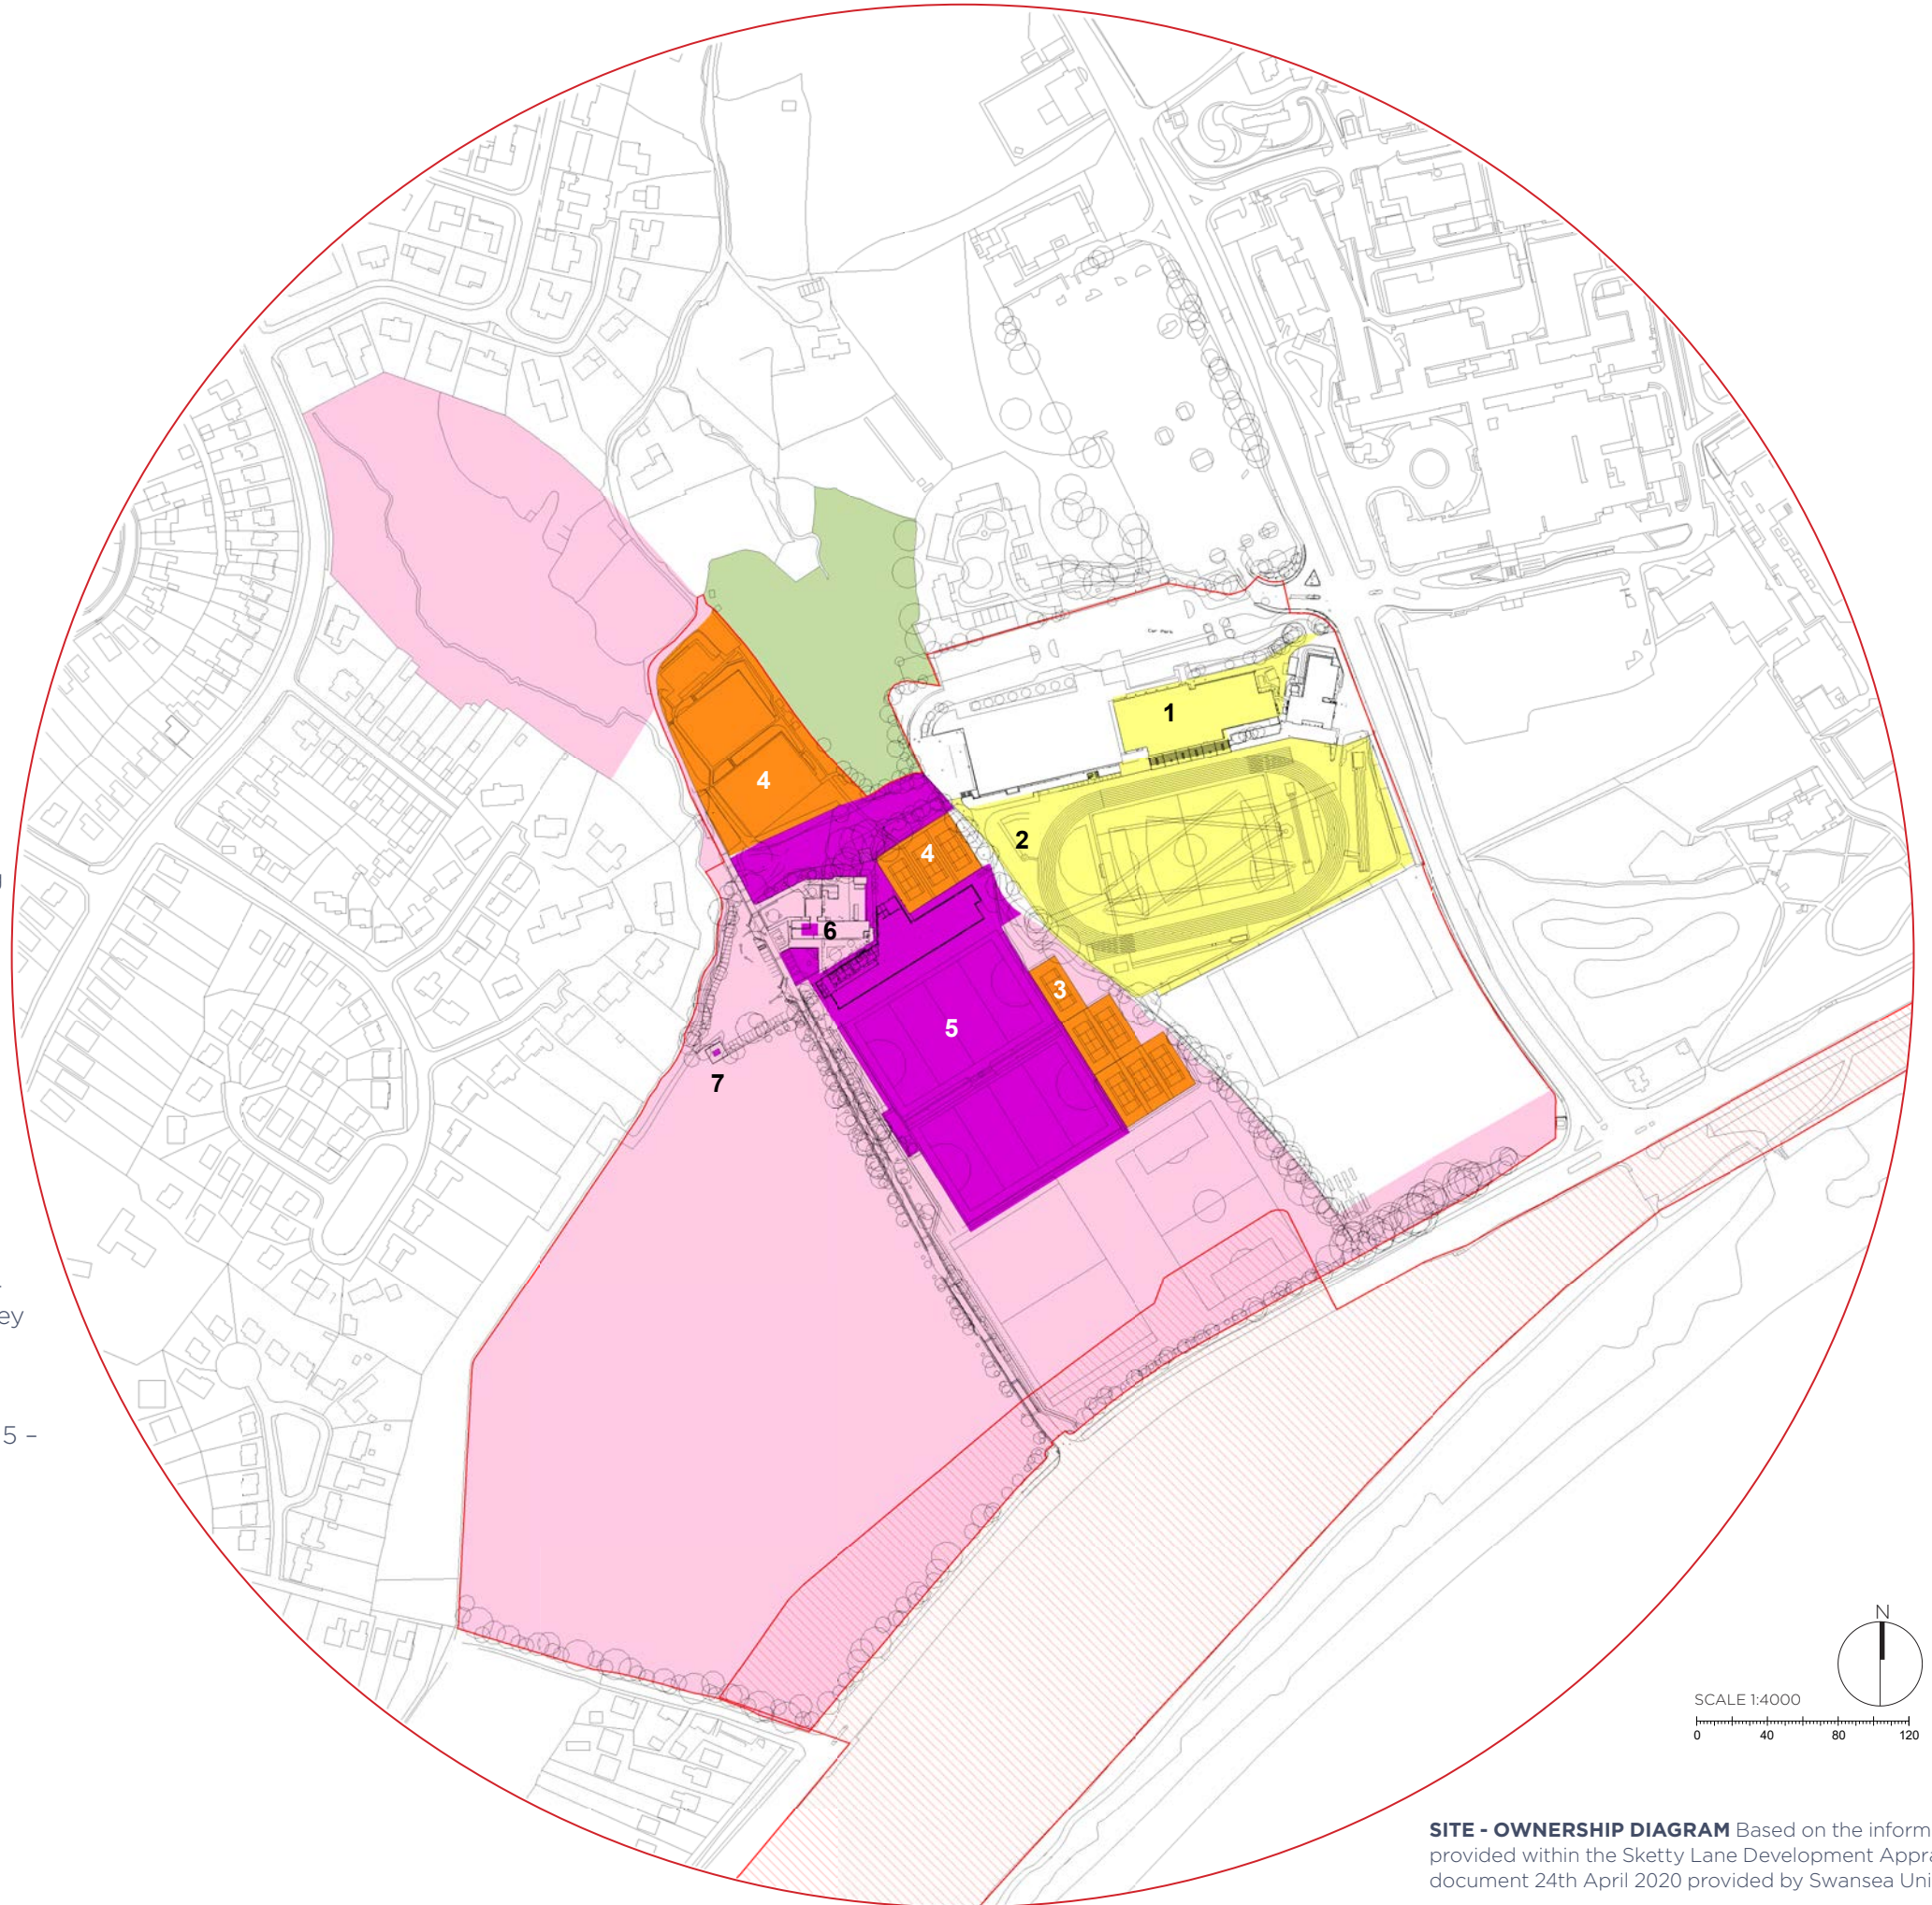 Car Park
1
2
4
4
3
6
5
7
ey
5 –
N
SCALE 1:4000
0 40 80 120
SITE - OWNERSHIP DIAGRAM Based on the inform
provided within the Sketty Lane Development Appra
document 24th April 2020 provided by Swansea Uni